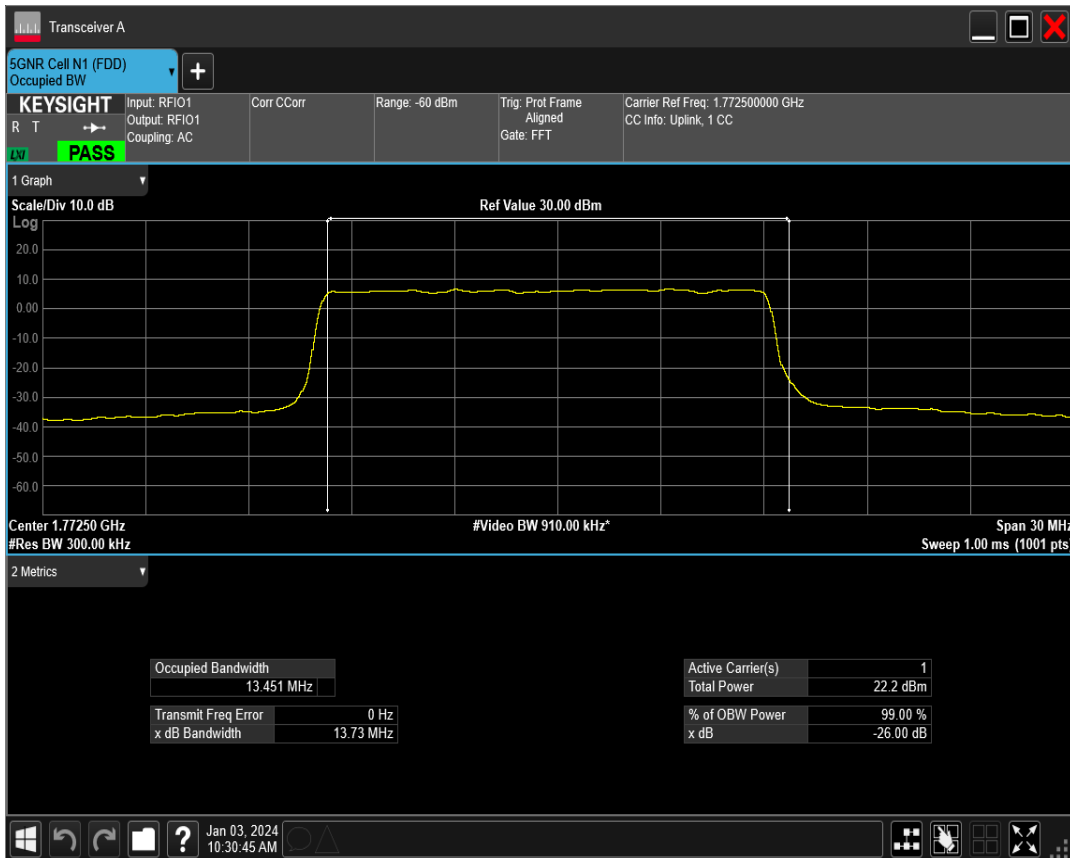 Transceiver A
5GNR Cell N1 (FDD)
Occupied BW
+
KEYSIGHT
R T
LXI
PASS
Input: RFIO1
Output: RFIO1
Coupling: AC
Corr CCorr
Range: -60 dBm
Trig: Prot Frame
Aligned
Gate: FFT
Carrier Ref Freq: 1.772500000 GHz
CC Info: Uplink, 1 CC
1 Graph
Scale/Div 10.0 dB
Ref Value 30.00 dBm
Log
20.0
10.0
0.00
-10.0
-20.0
-30.0
-40.0
-50.0
-60.0
Center 1.77250 GHz
#Video BW 910.00 kHz*
Span 30 MHz
#Res BW 300.00 kHz
Sweep 1.00 ms (1001 pts)
2 Metrics
Occupied Bandwidth
13.451 MHz
Transmit Freq Error 0 Hz
x dB Bandwidth 13.73 MHz
Active Carrier(s) 1
Total Power 22.2 dBm
% of OBW Power 99.00 %
x dB -26.00 dB
?
Jan 03, 2024
10:30:45 AM